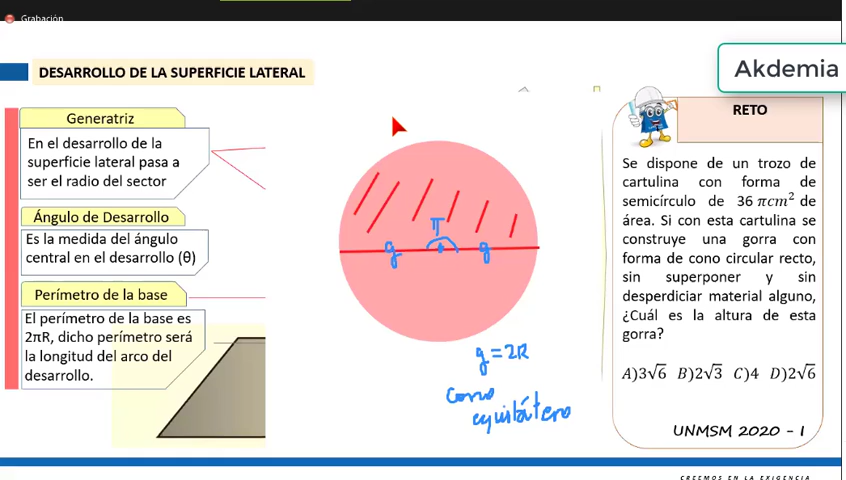 Grabación
DESARROLLO DE LA SUPERFICIE LATERAL
Akdemia
Generatriz
En el desarrollo de la
superficie lateral pasa a
ser el radio del sector
Ángulo de Desarrollo
Es la medida del ángulo
central en el desarrollo (θ)
Perímetro de la base
El perímetro de la base es
2πR, dicho perímetro será
la longitud del arco del
desarrollo.
π
g g
g = 2R
cono
equilátero
RETO
Se dispone de un trozo de
cartulina con forma de
semicírculo de 36 πcm² de
área. Si con esta cartulina se
construye una gorra con
forma de cono circular recto,
sin superponer y sin
desperdiciar material alguno,
¿Cuál es la altura de esta
gorra?
A)3√6 B)2√3 C)4 D)2√6
UNMSM 2020 - I
CREEMOS EN LA EXIGENCIA